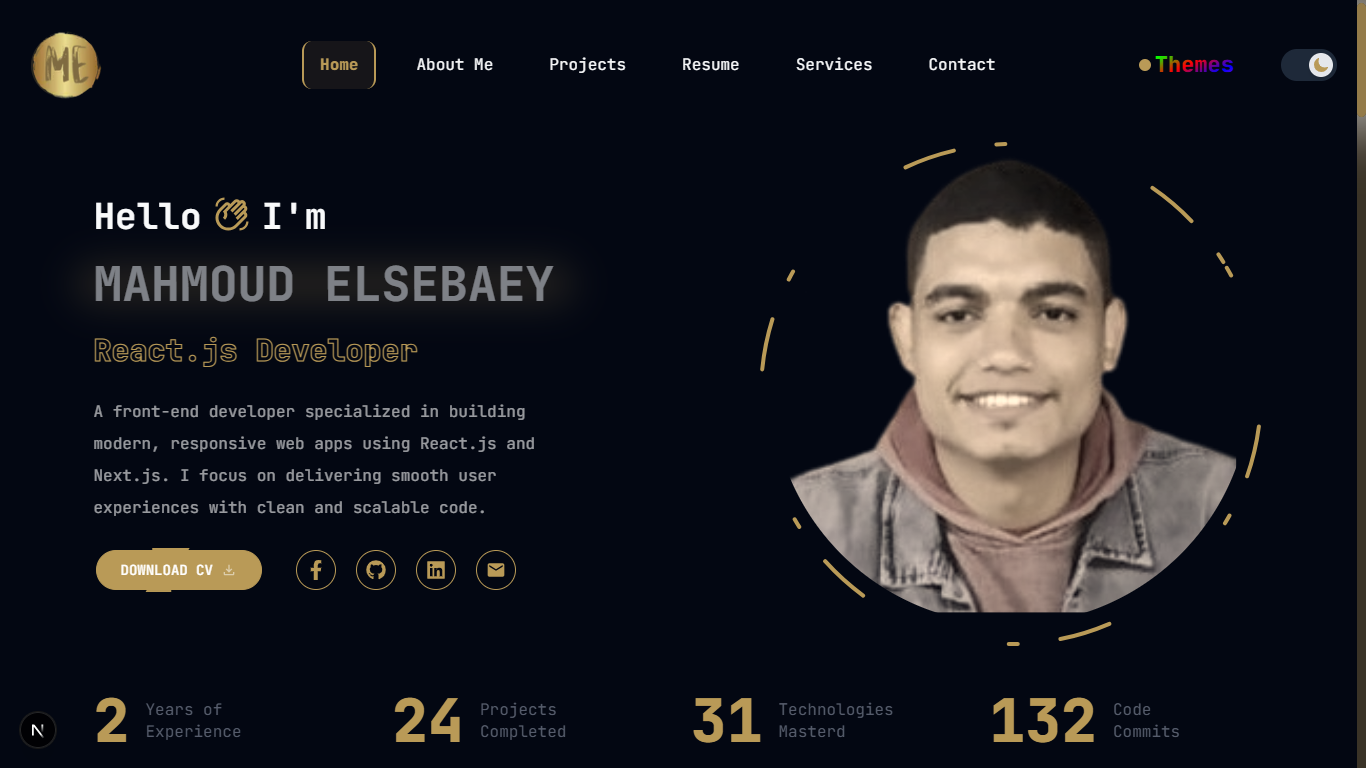 ME
Home
About Me
Projects
Resume
Services
Contact
Themes
Hello I'm
MAHMOUD ELSEBAEY
React.js Developer
A front-end developer specialized in building
modern, responsive web apps using React.js and
Next.js. I focus on delivering smooth user
experiences with clean and scalable code.
DOWNLOAD CV
2
Years of
Experience
24
Projects
Completed
31
Technologies
Masterd
132
Code
Commits
N